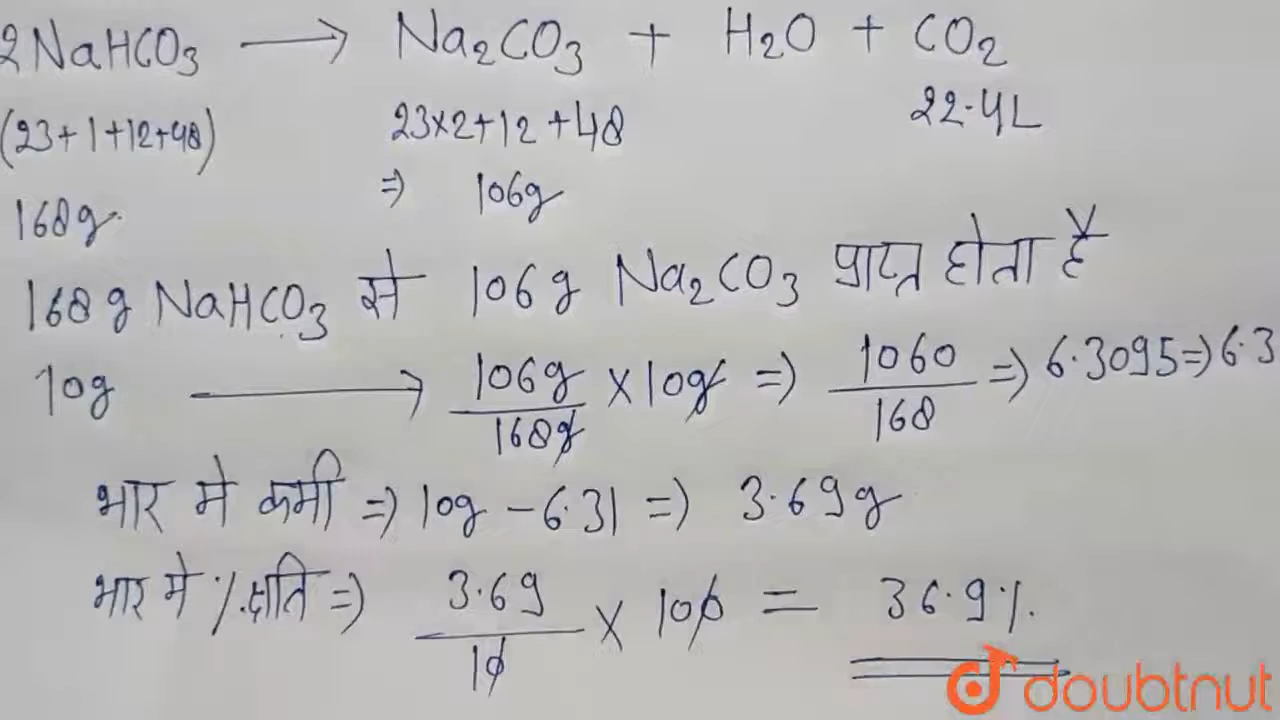 2NaHCO₃ ⟶ Na₂CO₃ + H₂O + CO₂
(23+1+12+48) 23×2+12+48 22.4L
168g ⇒ 106g
168g NaHCO₃ से 106g Na₂CO₃ प्राप्त होता है
10g ⟶ 106g/168g × 10g ⇒ 1060/168 ⇒ 6.3095 ⇒ 6.3
भार मे कमी ⇒ 10g - 6.31 ⇒ 3.69g
भार मे % क्षति ⇒ 3.69/10 × 100 = 36.9%
doubtnut